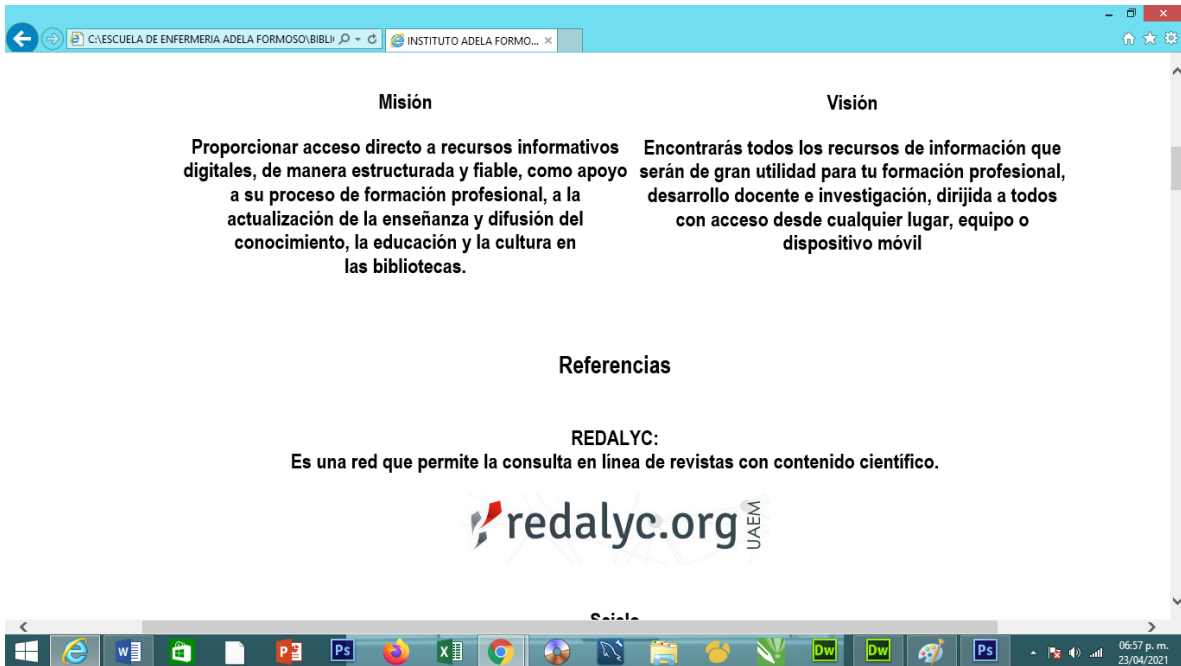 C:\ESCUELA DE ENFERMERIA ADELA FORMOSO\BIBLI
INSTITUTO ADELA FORMO...
Misión
Proporcionar acceso directo a recursos informativos
digitales, de manera estructurada y fiable, como apoyo
a su proceso de formación profesional, a la
actualización de la enseñanza y difusión del
conocimiento, la educación y la cultura en
las bibliotecas.
Visión
Encontrarás todos los recursos de información que
serán de gran utilidad para tu formación profesional,
desarrollo docente e investigación, dirijida a todos
con acceso desde cualquier lugar, equipo o
dispositivo móvil
Referencias
REDALYC:
Es una red que permite la consulta en línea de revistas con contenido científico.
redalyc.org
UAEM
Scielo
Ps
Dw
Dw
Ps
06:57 p. m.
23/04/2021